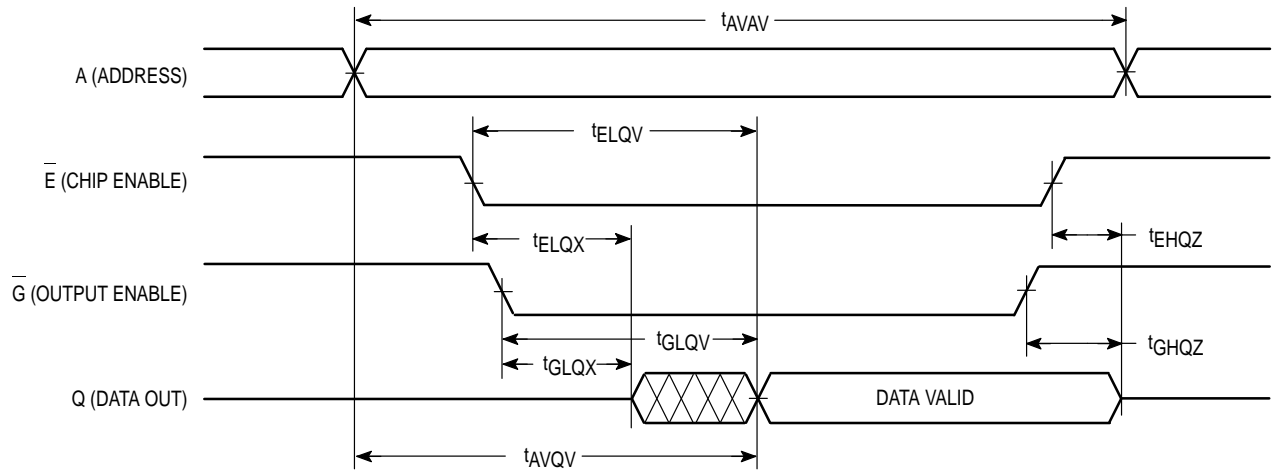 tAVAV
A (ADDRESS)
tELQV
E̅ (CHIP ENABLE)
tELQX
tEHQZ
G̅ (OUTPUT ENABLE)
tGLQV
tGHQZ
tGLQX
Q (DATA OUT)
DATA VALID
tAVQV